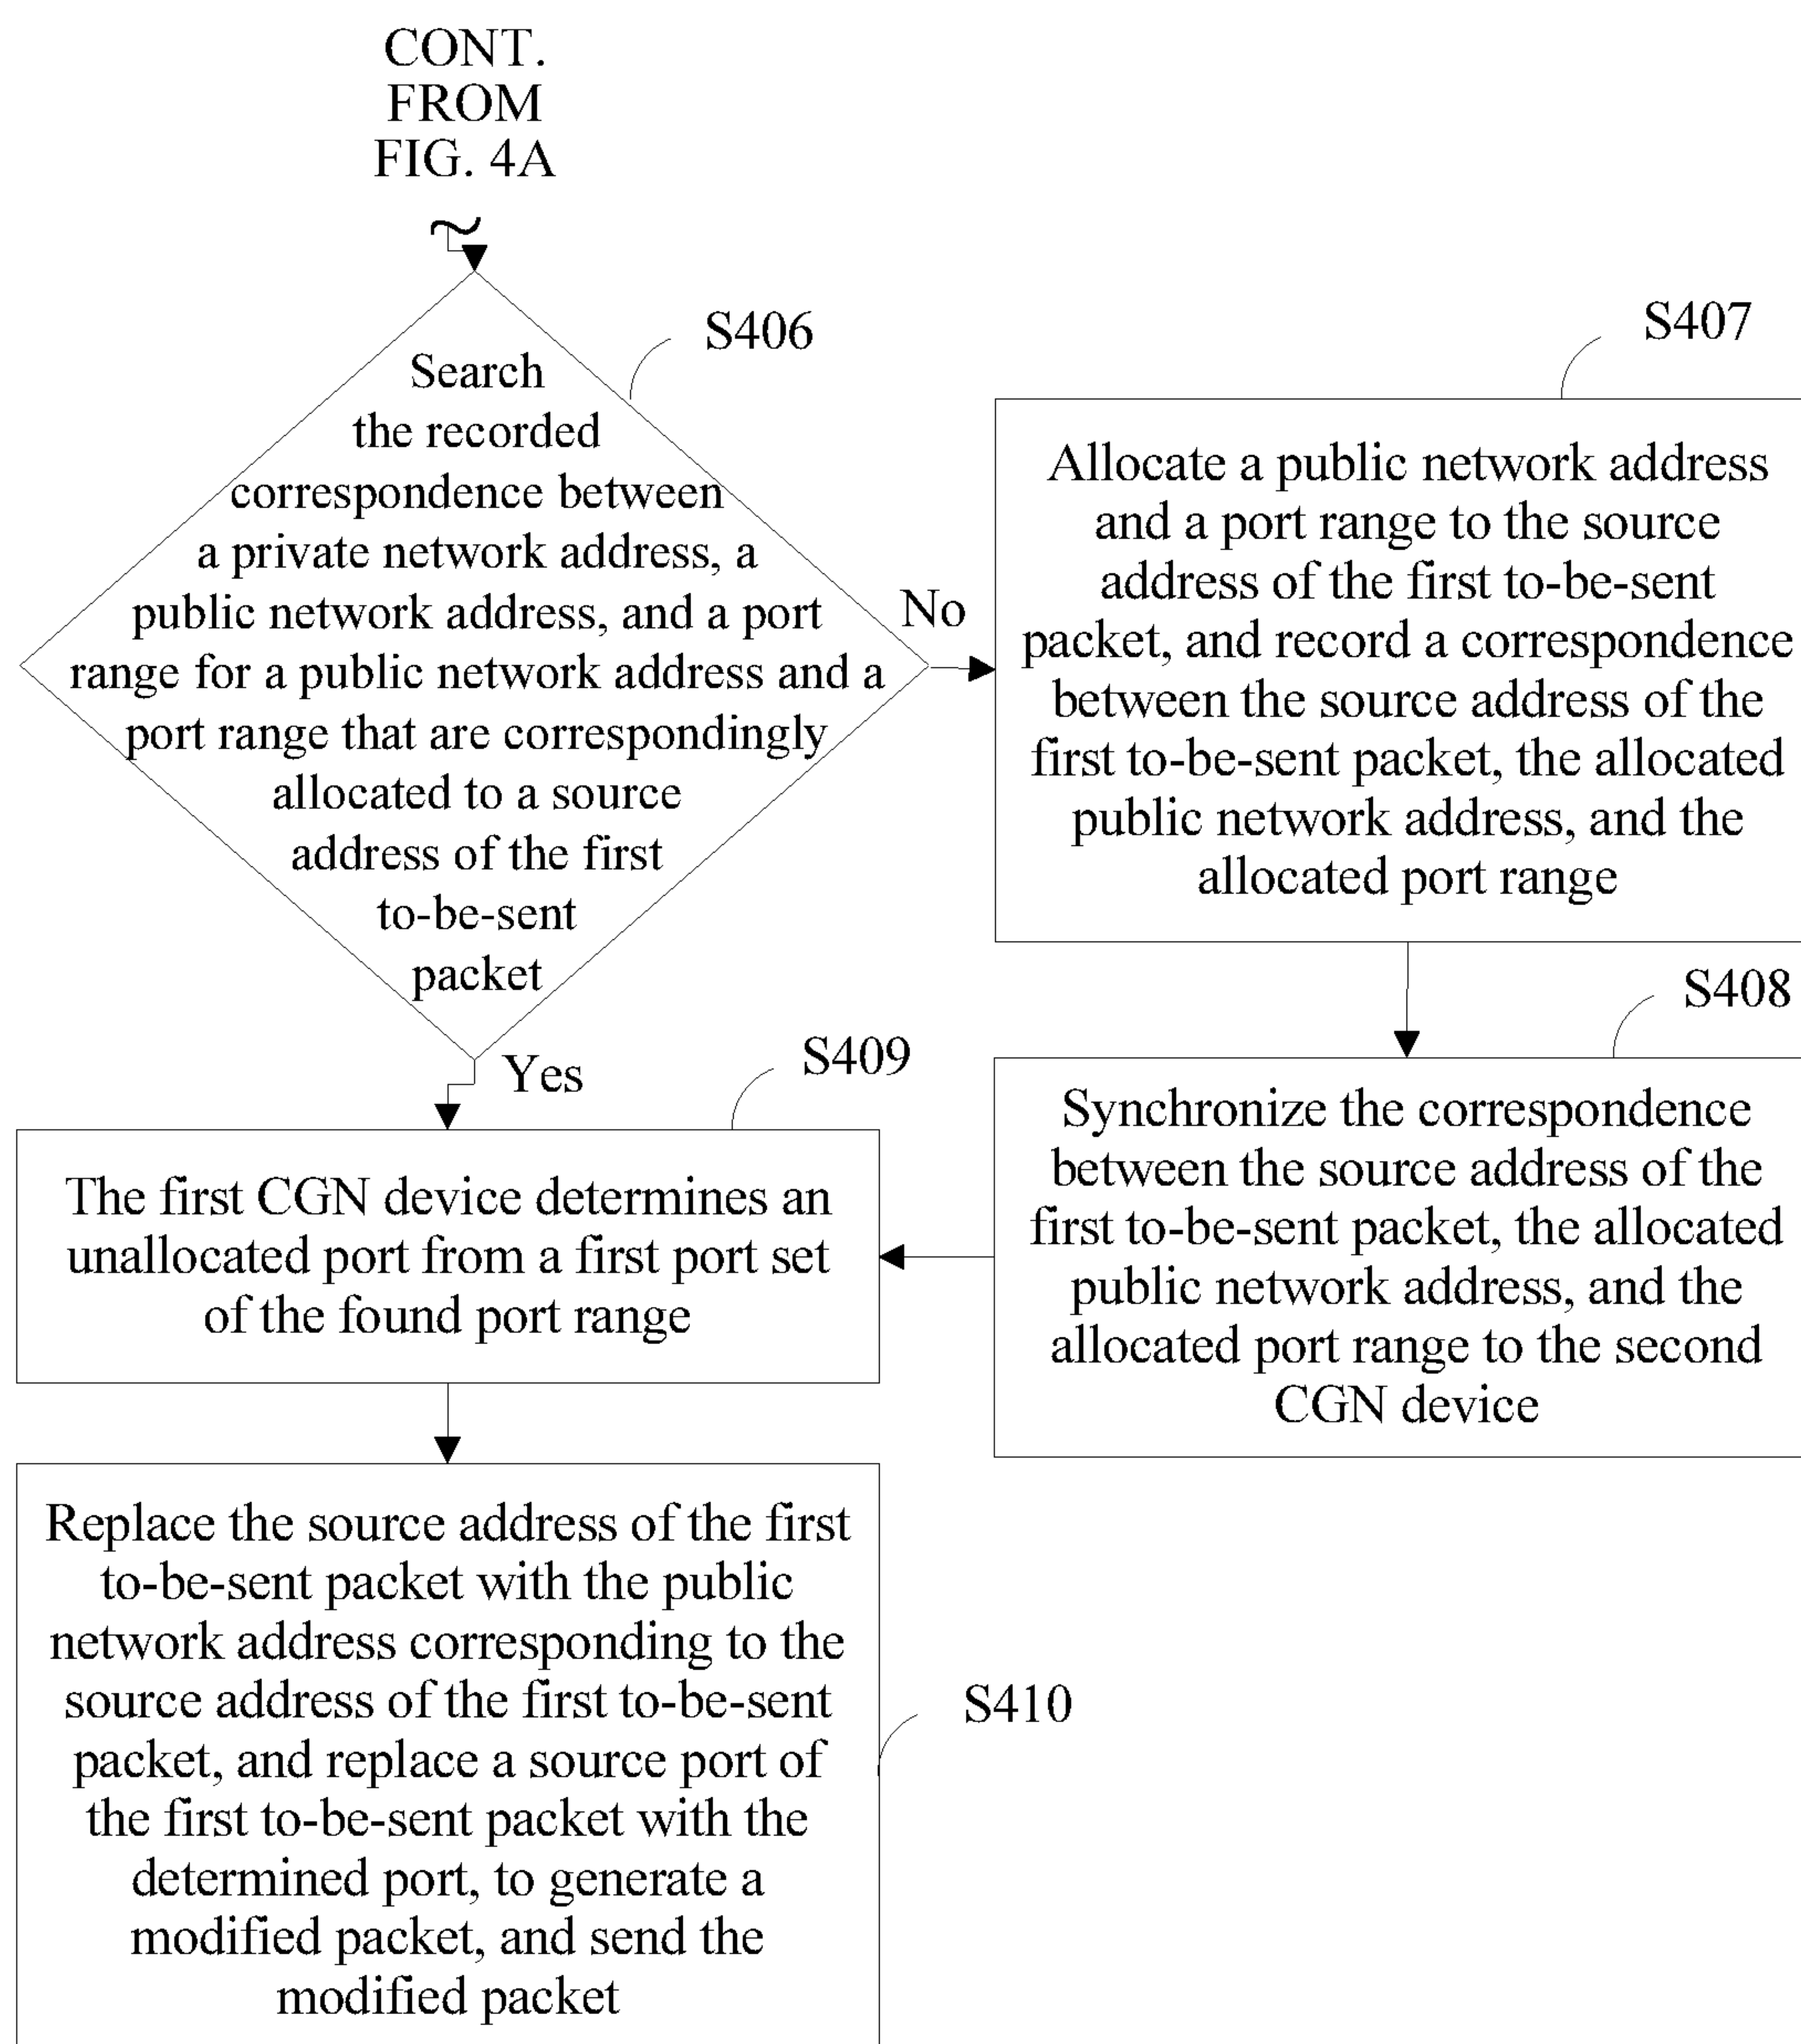 CONT.
FROM
FIG. 4A
S406
Search
the recorded
correspondence between
a private network address, a
public network address, and a port
range for a public network address and a
port range that are correspondingly
allocated to a source
address of the first
to-be-sent
packet
No
Yes
S407
Allocate a public network address
and a port range to the source
address of the first to-be-sent
packet, and record a correspondence
between the source address of the
first to-be-sent packet, the allocated
public network address, and the
allocated port range
S408
Synchronize the correspondence
between the source address of the
first to-be-sent packet, the allocated
public network address, and the
allocated port range to the second
CGN device
S409
The first CGN device determines an
unallocated port from a first port set
of the found port range
S410
Replace the source address of the first
to-be-sent packet with the public
network address corresponding to the
source address of the first to-be-sent
packet, and replace a source port of
the first to-be-sent packet with the
determined port, to generate a
modified packet, and send the
modified packet